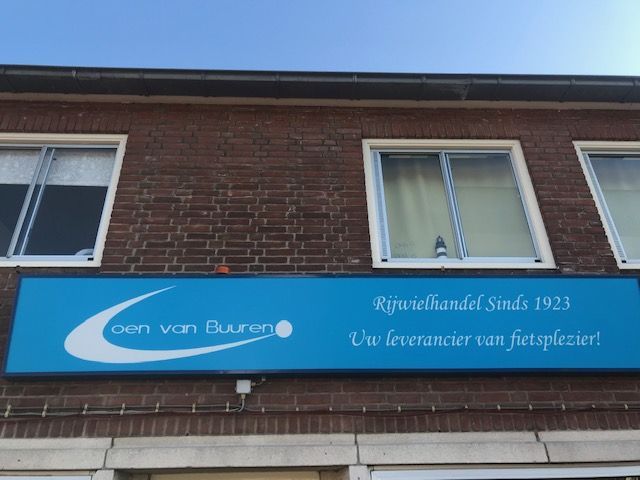 Coen van Buuren
Rijwielhandel Sinds 1923
Uw leverancier van fietsplezier!